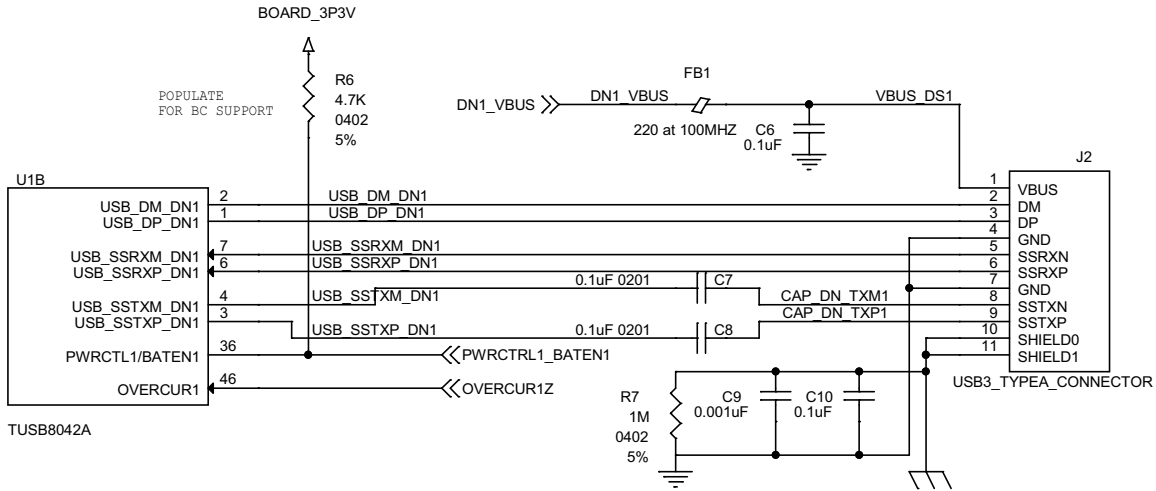 BOARD_3P3V
R6
4.7K
0402
5%
POPULATE
FOR BC SUPPORT
FB1
DN1_VBUS
DN1_VBUS
VBUS_DS1
220 at 100MHZ
C6
0.1uF
J2
U1B
USB_DM_DN1
2
USB_DM_DN1
USB_DP_DN1
1
USB_DP_DN1
USB_SSRXM_DN1
7
USB_SSRXM_DN1
USB_SSRXP_DN1
6
USB_SSRXP_DN1
USB_SSTXM_DN1
4
USB_SSTXM_DN1
0.1uF 0201
C7
CAP_DN_TXM1
USB_SSTXP_DN1
3
USB_SSTXP_DN1
0.1uF 0201
C8
CAP_DN_TXP1
PWRCTL1/BATEN1
36
PWRCTRL1_BATEN1
OVERCUR1
46
OVERCUR1Z
TUSB8042A
1 VBUS
2 DM
3 DP
4 GND
5 SSRXN
6 SSRXP
7 GND
8 SSTXN
9 SSTXP
10 SHIELD0
11 SHIELD1
USB3_TYPEA_CONNECTOR
R7
1M
0402
5%
C9
0.001uF
C10
0.1uF